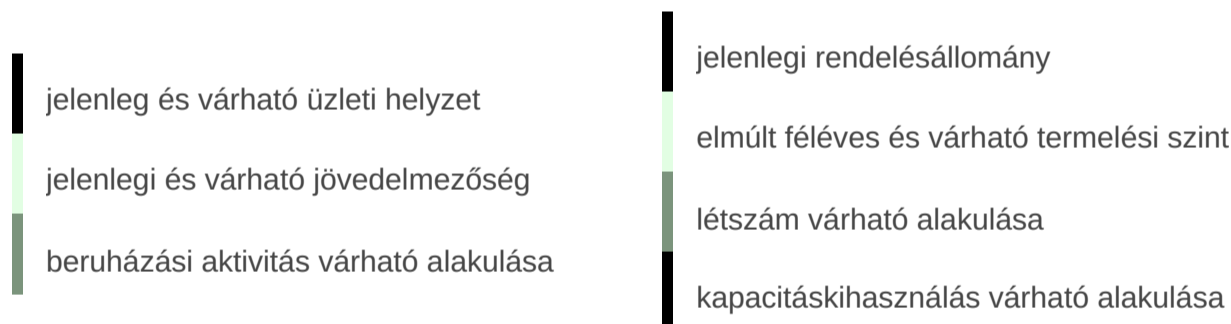 jelenleg és várható üzleti helyzet
jelenlegi és várható jövedelmezőség
beruházási aktivitás várható alakulása
jelenlegi rendelésállomány
elmúlt féléves és várható termelési szint
létszám várható alakulása
kapacitáskihasználás várható alakulása